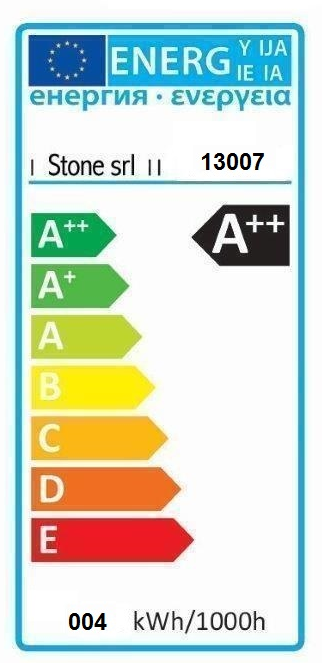 ENERG Y IJA
IE IA
енергия · ενεργεια
I Stone srl I I 13007
A++ A++
A+
A
B
C
D
E
004 kWh/1000h